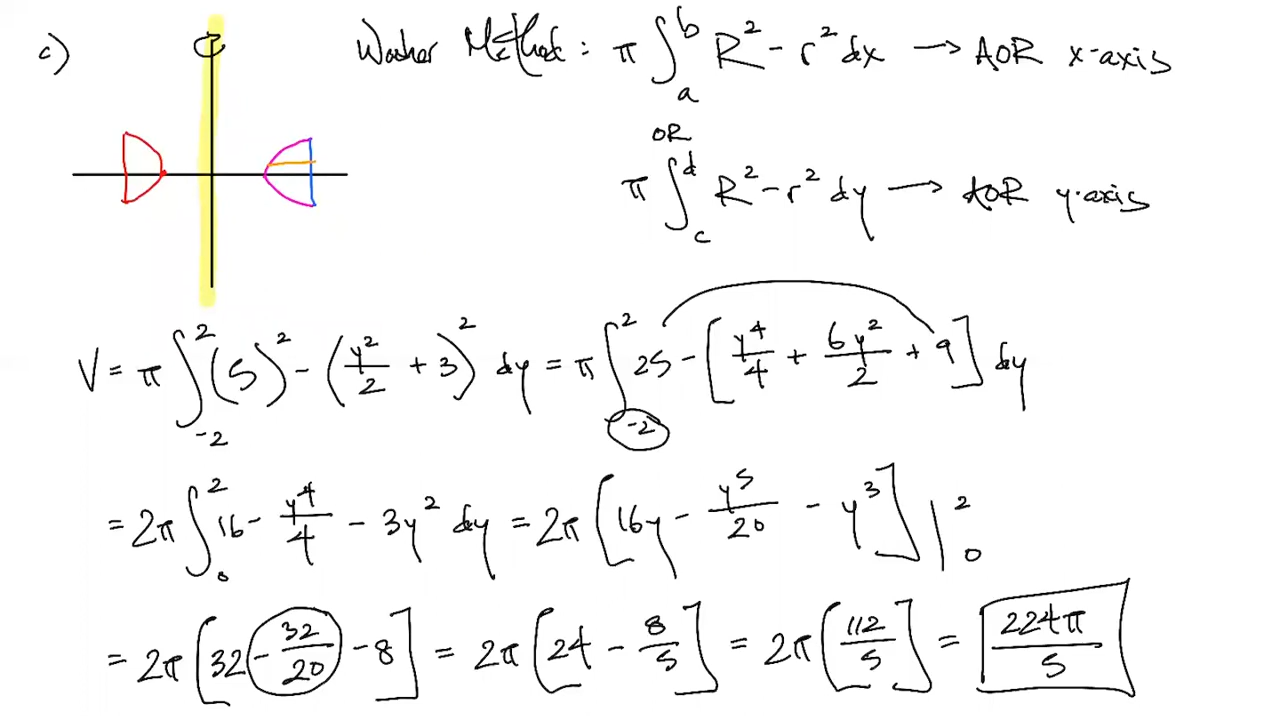 c) Washer Method: π ∫_a^b R² - r² dx → AOR x-axis
OR
π ∫_c^d R² - r² dy → AOR y-axis
V = π ∫_{-2}^{2} (5)² - (y²/2 + 3)² dy = π ∫_{-2}^{2} 25 - [y⁴/4 + 6y²/2 + 9] dy
= 2π ∫_0^2 16 - y⁴/4 - 3y² dy = 2π [16y - y⁵/20 - y³] |_0^2
= 2π [32 - 32/20 - 8] = 2π [24 - 8/5] = 2π [112/5] = 224π/5